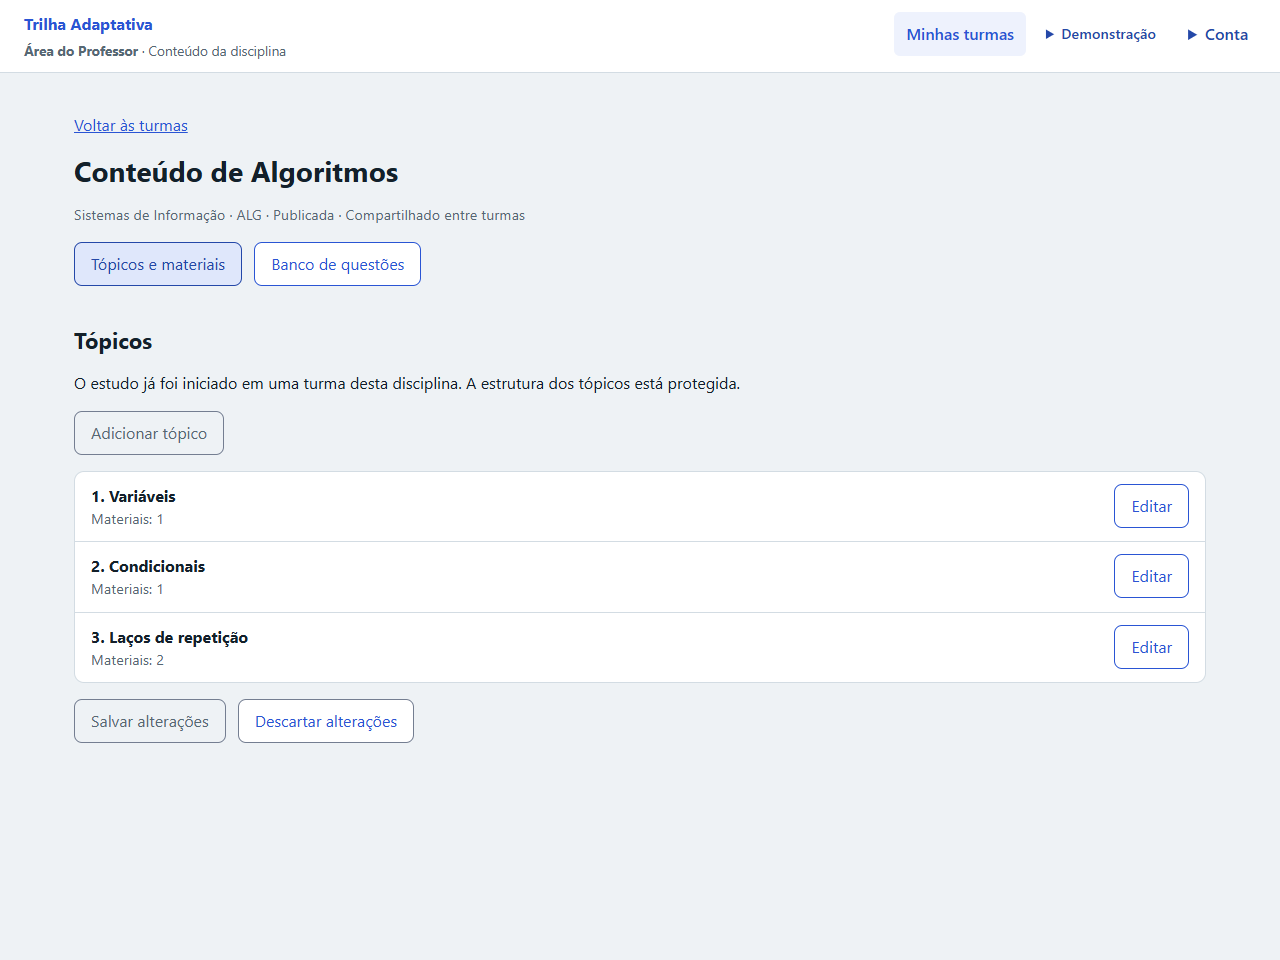 Trilha Adaptativa
Área do Professor · Conteúdo da disciplina
Minhas turmas
Demonstração
Conta
Voltar às turmas
Conteúdo de Algoritmos
Sistemas de Informação · ALG · Publicada · Compartilhado entre turmas
Tópicos e materiais
Banco de questões
Tópicos
O estudo já foi iniciado em uma turma desta disciplina. A estrutura dos tópicos está protegida.
Adicionar tópico
1. Variáveis
Materiais: 1
Editar
2. Condicionais
Materiais: 1
Editar
3. Laços de repetição
Materiais: 2
Editar
Salvar alterações
Descartar alterações